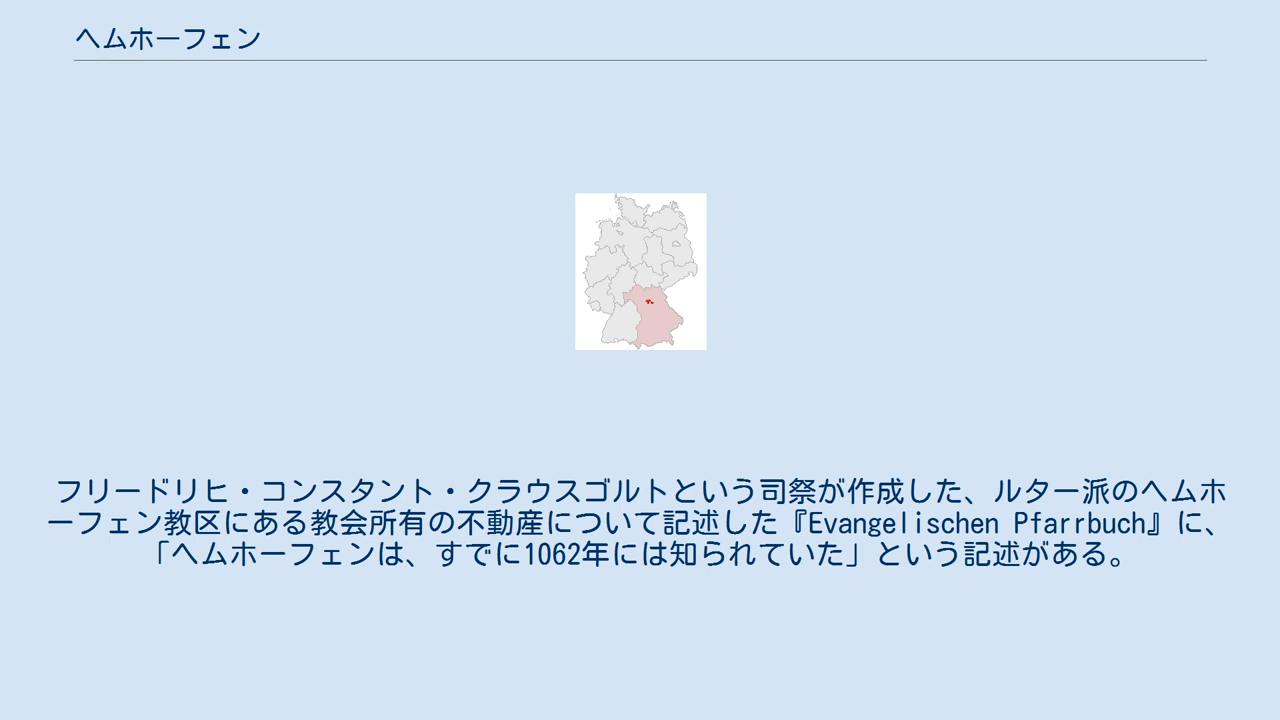 ヘムホーフェン
フリードリヒ・コンスタント・クラウスゴルトという司祭が作成した、ルター派のヘムホ
ーフェン教区にある教会所有の不動産について記述した『Evangelischen Pfarrbuch』に、
「ヘムホーフェンは、すでに1062年には知られていた」という記述がある。